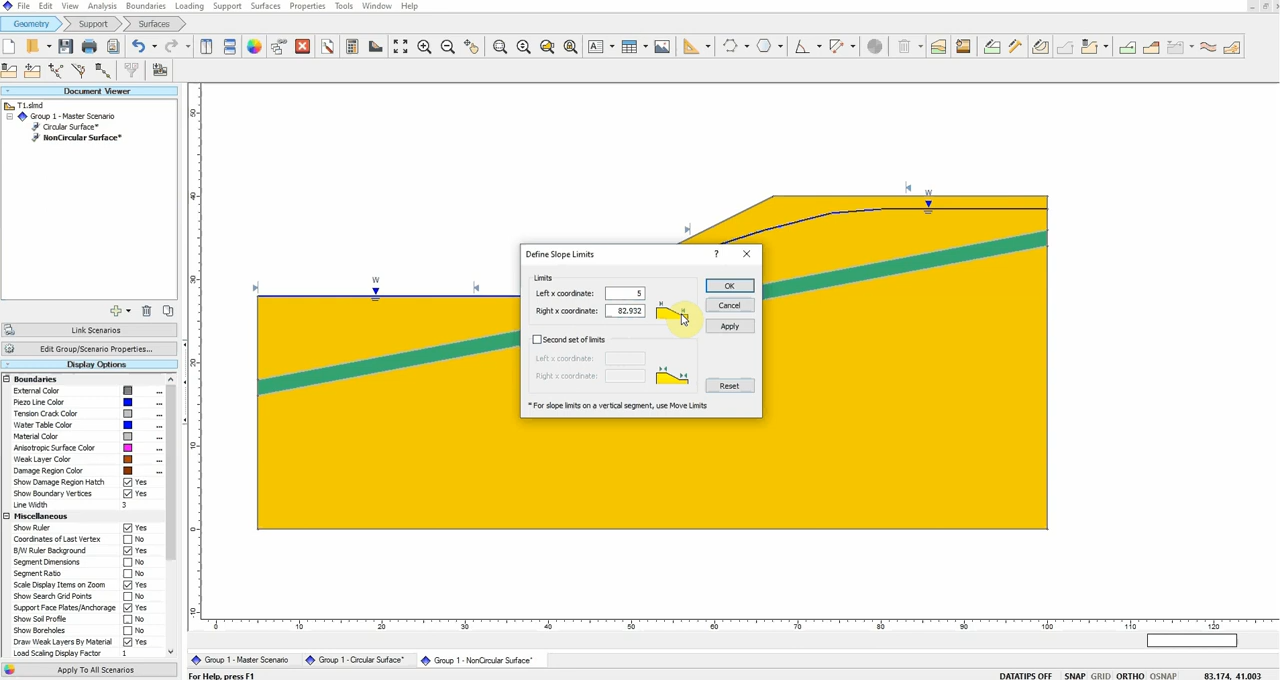 File Edit View Analysis Boundaries Loading Support Surfaces Properties Tools Window Help
Geometry Support Surfaces
A
Document Viewer
T1.slmd
Group 1 - Master Scenario
Circular Surface*
NonCircular Surface*
Link Scenarios
Edit Group/Scenario Properties...
Display Options
Boundaries
External Color ...
Piezo Line Color ...
Tension Crack Color ...
Water Table Color ...
Material Color ...
Anisotropic Surface Color ...
Weak Layer Color ...
Damage Region Color ...
Show Damage Region Hatch Yes
Show Boundary Vertices Yes
Line Width 3
Miscellaneous
Show Ruler Yes
Coordinates of Last Vertex No
B/W Ruler Background Yes
Segment Dimensions No
Segment Ratio No
Scale Display Items on Zoom Yes
Show Search Grid Points No
Support Face Plates/Anchorage Yes
Show Soil Profile No
Show Boreholes No
Draw Weak Layers By Material Yes
Load Scaling Display Factor 1
Apply To All Scenarios
50
40
30
20
10
0
-10
W
W
Define Slope Limits ?
Limits
Left x coordinate: 5
Right x coordinate: 82.932
H
H
OK
Cancel
Apply
Second set of limits
Left x coordinate:
Right x coordinate:
Reset
* For slope limits on a vertical segment, use Move Limits
0 10 20 30 40 50 60 70 80 90 100 110 120
Group 1 - Master Scenario Group 1 - Circular Surface* Group 1 - NonCircular Surface*
For Help, press F1 DATATIPS OFF SNAP GRID ORTHO OSNAP 83.174, 41.003